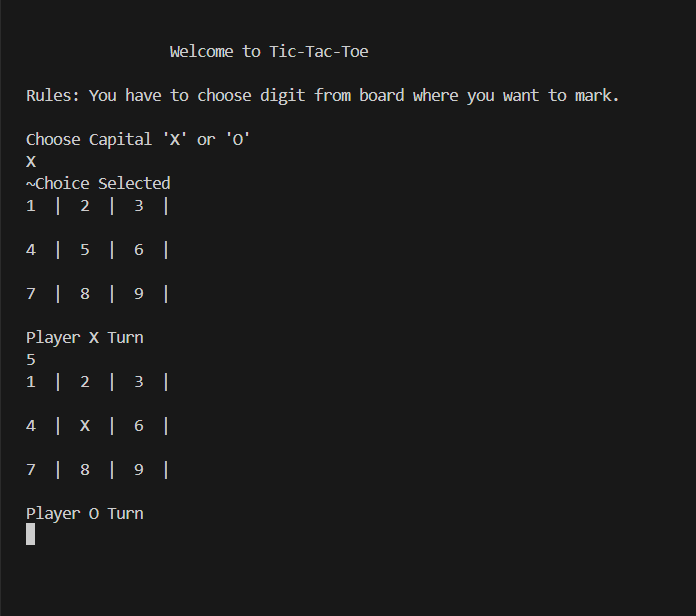 Welcome to Tic-Tac-Toe
Rules: You have to choose digit from board where you want to mark.
Choose Capital 'X' or 'O'
X
~Choice Selected
1 | 2 | 3 |
4 | 5 | 6 |
7 | 8 | 9 |
Player X Turn
5
1 | 2 | 3 |
4 | X | 6 |
7 | 8 | 9 |
Player O Turn